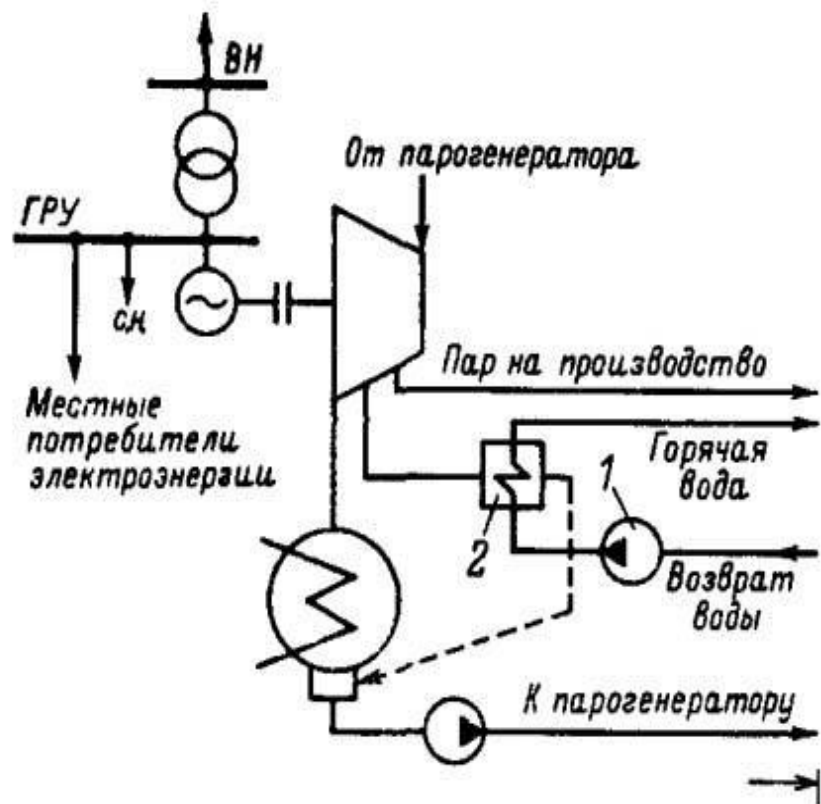 ВН
От парогенератора
ГРУ
сн
Пар на производство
Местные
потребители
электроэнергии
Горячая
вода
1
2
Возврат
воды
К парогенератору